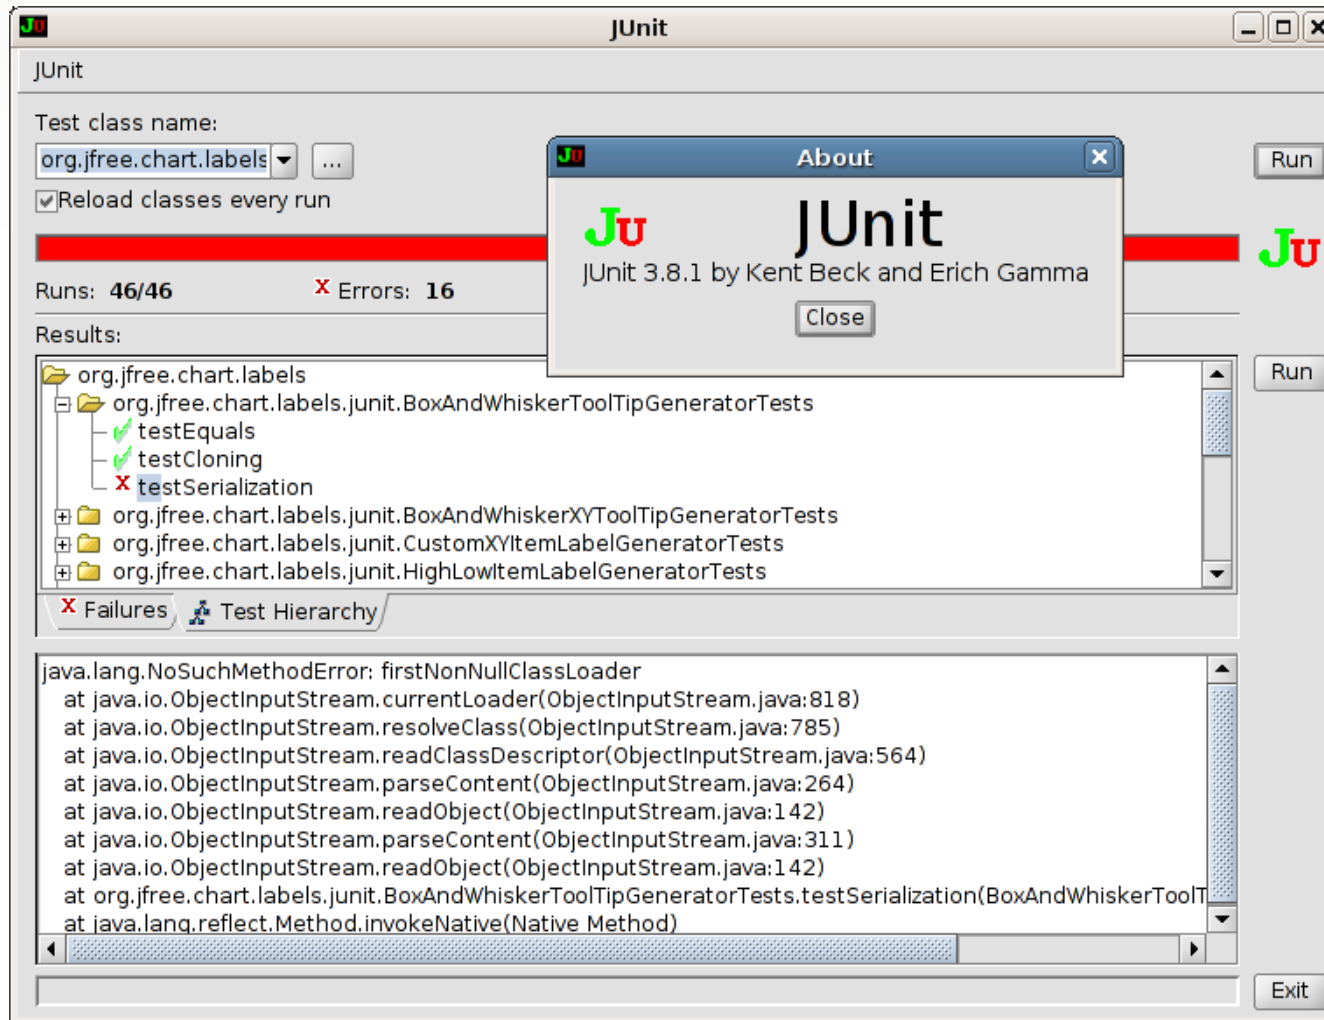 JU JUnit
JUnit
Test class name:
org.jfree.chart.labels ... Run
Reload classes every run
JU About
JU JUnit
JUnit 3.8.1 by Kent Beck and Erich Gamma
Close
JU
Runs: 46/46 X Errors: 16
Results:
org.jfree.chart.labels Run
org.jfree.chart.labels.junit.BoxAndWhiskerToolTipGeneratorTests
testEquals
testCloning
X testSerialization
org.jfree.chart.labels.junit.BoxAndWhiskerXYToolTipGeneratorTests
org.jfree.chart.labels.junit.CustomXYItemLabelGeneratorTests
org.jfree.chart.labels.junit.HighLowItemLabelGeneratorTests
X Failures Test Hierarchy
java.lang.NoSuchMethodError: firstNonNullClassLoader
at java.io.ObjectInputStream.currentLoader(ObjectInputStream.java:818)
at java.io.ObjectInputStream.resolveClass(ObjectInputStream.java:785)
at java.io.ObjectInputStream.readClassDescriptor(ObjectInputStream.java:564)
at java.io.ObjectInputStream.parseContent(ObjectInputStream.java:264)
at java.io.ObjectInputStream.readObject(ObjectInputStream.java:142)
at java.io.ObjectInputStream.parseContent(ObjectInputStream.java:311)
at java.io.ObjectInputStream.readObject(ObjectInputStream.java:142)
at org.jfree.chart.labels.junit.BoxAndWhiskerToolTipGeneratorTests.testSerialization(BoxAndWhiskerToolT
at java.lang.reflect.Method.invokeNative(Native Method)
Exit